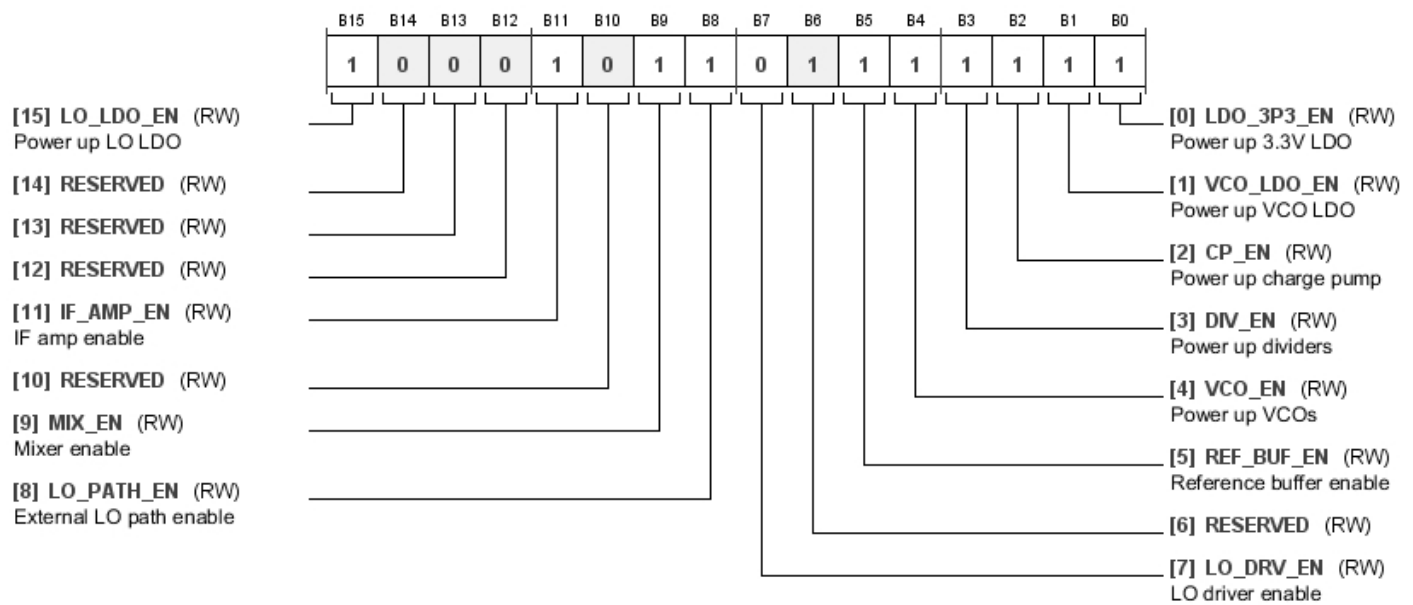 B15 B14 B13 B12 B11 B10 B9 B8 B7 B6 B5 B4 B3 B2 B1 B0
1 0 0 0 1 0 1 1 0 1 1 1 1 1 1 1
[15] LO_LDO_EN (RW)
Power up LO LDO
[14] RESERVED (RW)
[13] RESERVED (RW)
[12] RESERVED (RW)
[11] IF_AMP_EN (RW)
IF amp enable
[10] RESERVED (RW)
[9] MIX_EN (RW)
Mixer enable
[8] LO_PATH_EN (RW)
External LO path enable
[0] LDO_3P3_EN (RW)
Power up 3.3V LDO
[1] VCO_LDO_EN (RW)
Power up VCO LDO
[2] CP_EN (RW)
Power up charge pump
[3] DIV_EN (RW)
Power up dividers
[4] VCO_EN (RW)
Power up VCOs
[5] REF_BUF_EN (RW)
Reference buffer enable
[6] RESERVED (RW)
[7] LO_DRV_EN (RW)
LO driver enable